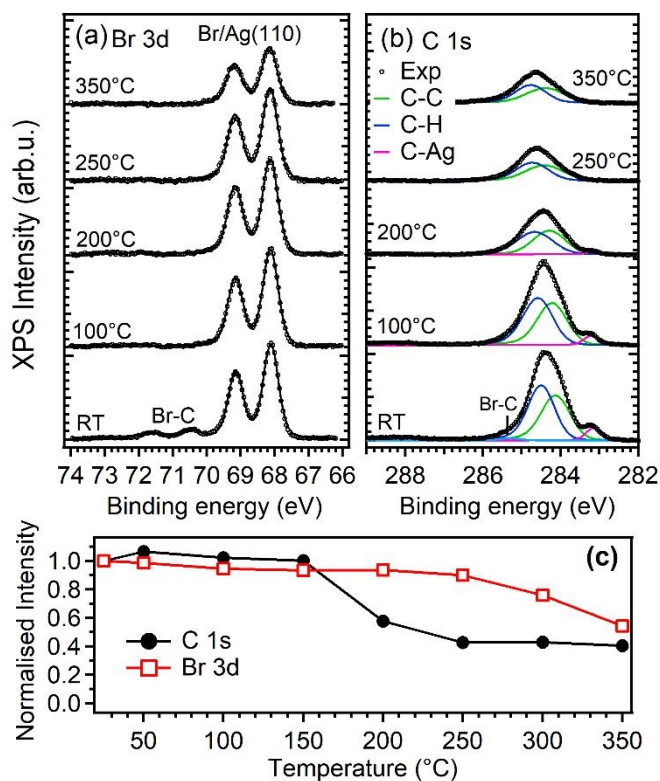 (a) Br 3d
Br/Ag(110)
350°C
250°C
200°C
100°C
RT
Br-C
XPS Intensity (arb.u.)
74 73 72 71 70 69 68 67 66
Binding energy (eV)
(b) C 1s
Exp
C-C
C-H
C-Ag
350°C
250°C
200°C
100°C
RT
Br-C
288 286 284 282
Binding energy (eV)
(c)
Normalised Intensity
1.0
0.8
0.6
0.4
0.2
0.0
C 1s
Br 3d
50 100 150 200 250 300 350
Temperature (°C)